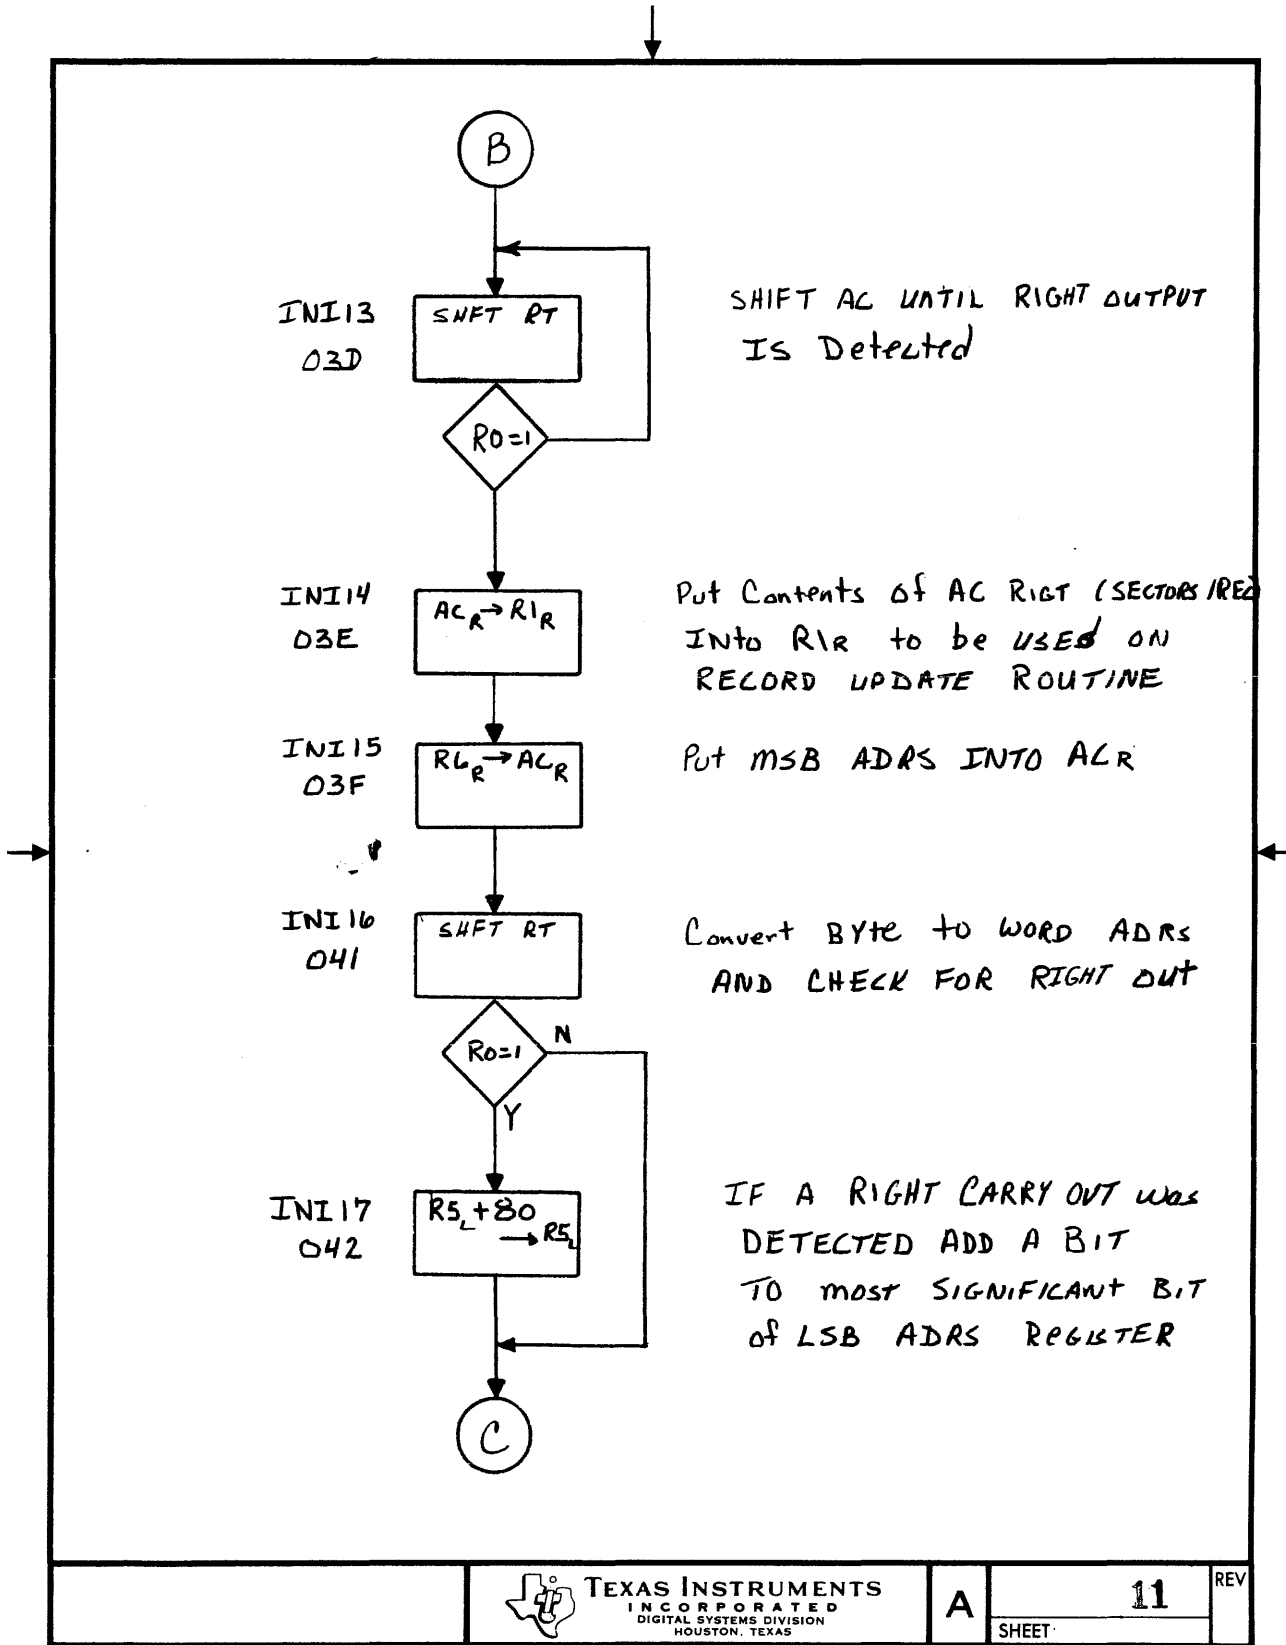 B
INI13
03D
SHFT RT
SHIFT AC UNTIL RIGHT OUTPUT
IS Detected
RO=1
INI14
03E
ACR → R1R
Put Contents of AC RIGT (SECTORS/REC)
INto R1R to be USEd ON
RECORD UPDATE ROUTINE
INI15
03F
R6R → ACR
Put MSB ADRS INTO ACR
INI16
041
SHFT RT
Convert BYte to WORD ADRS
AND CHECK FOR RIGHT OUT
RO=1
N
Y
INI17
042
R5L+80
→ R5L
IF A RIGHT CARRY OUT was
DETECTED ADD A BIT
TO most SIGNIFICANt BIT
of LSB ADRS REGISTER
C
TEXAS INSTRUMENTS
INCORPORATED
DIGITAL SYSTEMS DIVISION
HOUSTON, TEXAS
A
11
SHEET
REV